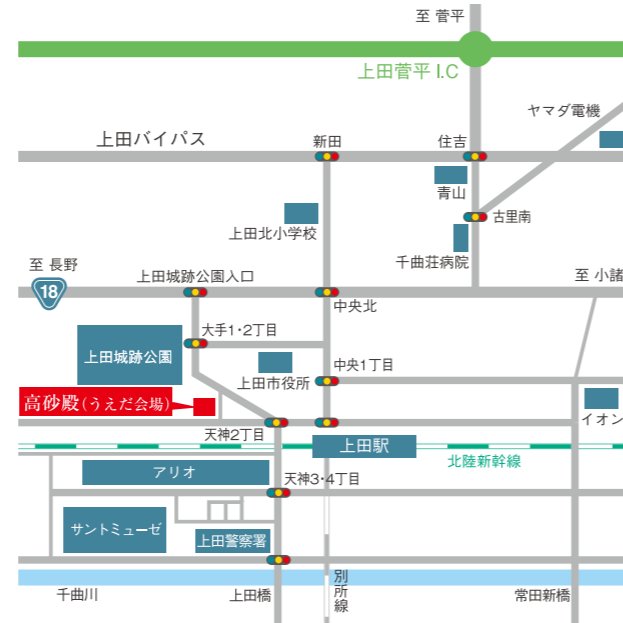 至 菅平
上田菅平 I.C
ヤマダ電機
上田バイパス
新田
住吉
青山
古里南
上田北小学校
千曲荘病院
至 長野
18
上田城跡公園入口
至 小諸
中央北
大手1・2丁目
上田城跡公園
上田市役所
中央1丁目
高砂殿(うえだ会場)
イオン
天神2丁目
上田駅
北陸新幹線
アリオ
天神3・4丁目
サントミューゼ
上田警察署
千曲川
上田橋
別所線
常田新橋